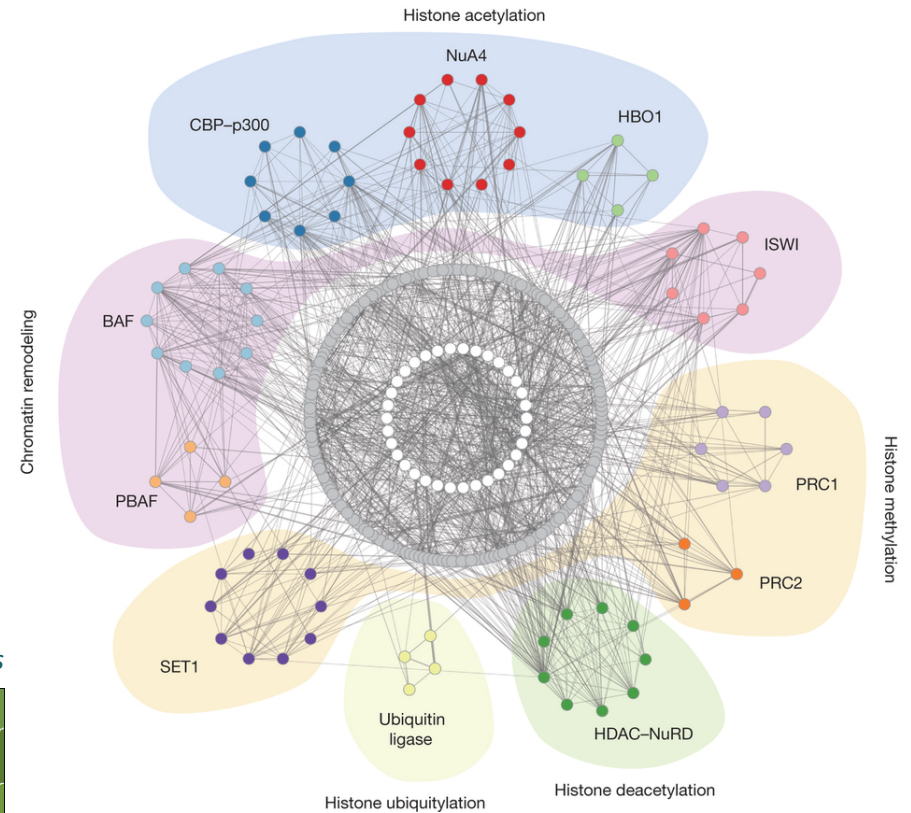 Histone acetylation
NuA4
CBP–p300
HBO1
ISWI
BAF
Chromatin remodeling
PBAF
PRC1
Histone methylation
PRC2
SET1
Ubiquitin
ligase
HDAC–NuRD
Histone deacetylation
Histone ubiquitylation